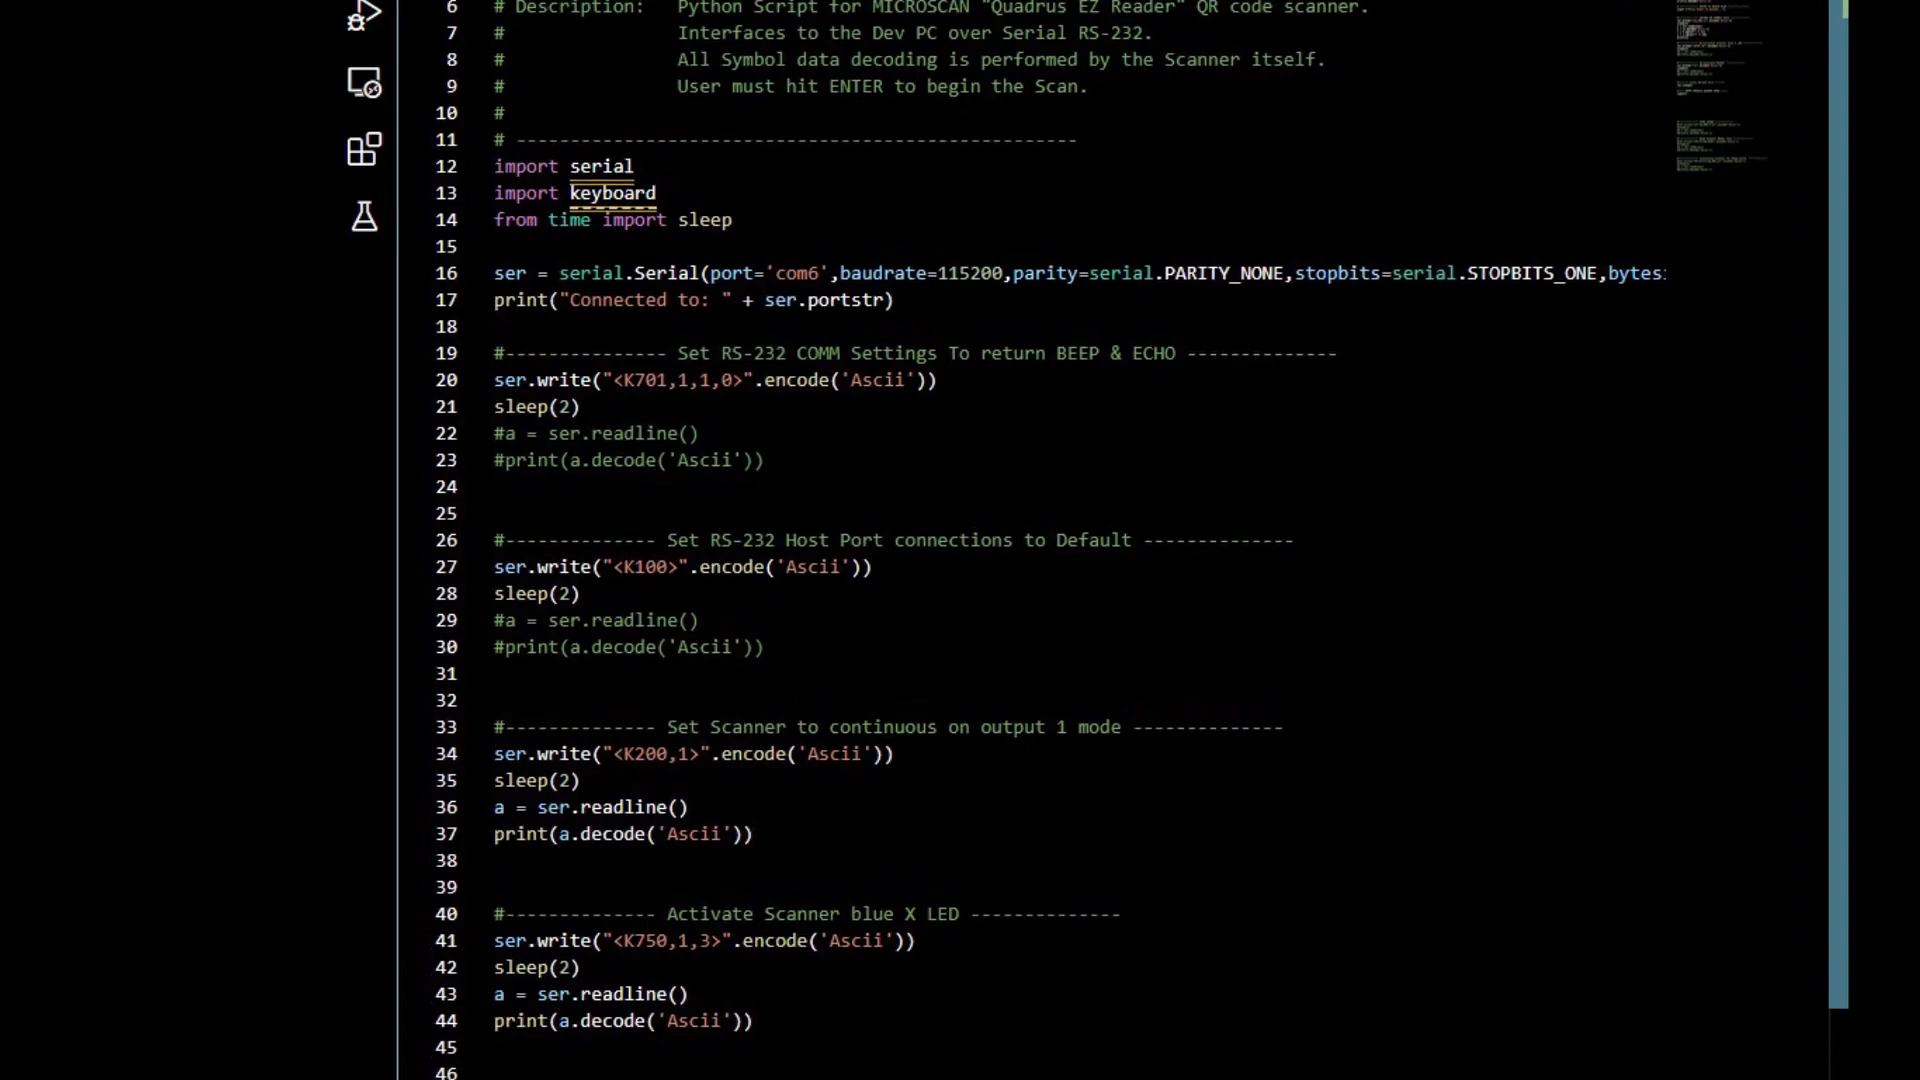 6 # Description:   Python Script for MICROSCAN "Quadrus EZ Reader" QR code scanner.
7 #                Interfaces to the Dev PC over Serial RS-232.
8 #                All Symbol data decoding is performed by the Scanner itself.
9 #                User must hit ENTER to begin the Scan.
10 #
11 # ----------------------------------------------------
12 import serial
13 import keyboard
14 from time import sleep
15
16 ser = serial.Serial(port='com6',baudrate=115200,parity=serial.PARITY_NONE,stopbits=serial.STOPBITS_ONE,bytes
17 print("Connected to: " + ser.portstr)
18
19 #--------------- Set RS-232 COMM Settings To return BEEP & ECHO --------------
20 ser.write("<K701,1,1,0>".encode('Ascii'))
21 sleep(2)
22 #a = ser.readline()
23 #print(a.decode('Ascii'))
24
25
26 #-------------- Set RS-232 Host Port connections to Default --------------
27 ser.write("<K100>".encode('Ascii'))
28 sleep(2)
29 #a = ser.readline()
30 #print(a.decode('Ascii'))
31
32
33 #-------------- Set Scanner to continuous on output 1 mode --------------
34 ser.write("<K200,1>".encode('Ascii'))
35 sleep(2)
36 a = ser.readline()
37 print(a.decode('Ascii'))
38
39
40 #-------------- Activate Scanner blue X LED --------------
41 ser.write("<K750,1,3>".encode('Ascii'))
42 sleep(2)
43 a = ser.readline()
44 print(a.decode('Ascii'))
45
46